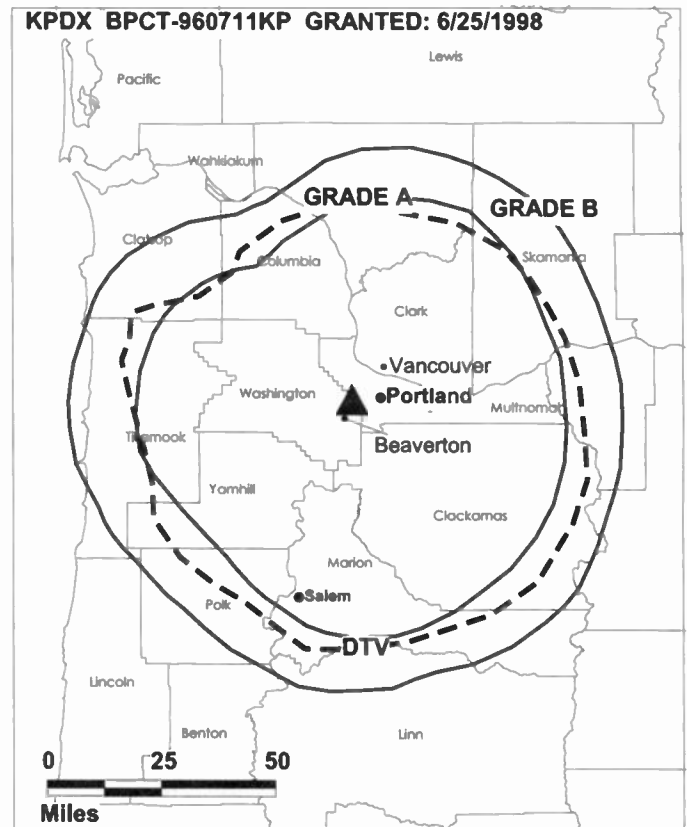 KPDX BPCT-960711KP GRANTED: 6/25/1998
Lewis
Pacific
Wahkiakum
GRADE A
GRADE B
Clatsop
Columbia
Skamania
Clark
Vancouver
Washington
Portland
Multnomah
Beaverton
Tillamook
Yamhill
Clackamas
Marion
Salem
Polk
DTV
Lincoln
Benton
Linn
0 25 50
Miles